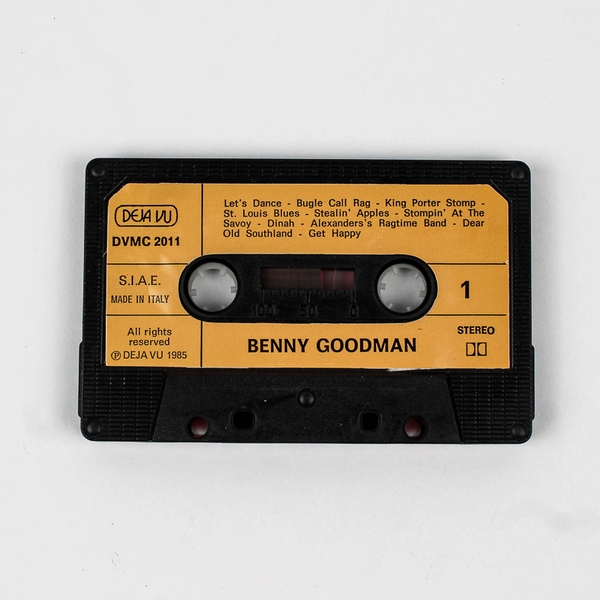 DEJA VU
DVMC 2011
Let's Dance - Bugle Call Rag - King Porter Stomp -
St. Louis Blues - Stealin' Apples - Stompin' At The
Savoy - Dinah - Alexanders's Ragtime Band - Dear
Old Southland - Get Happy
S.I.A.E.
MADE IN ITALY
100 50 0
1
All rights
reserved
Ⓟ DEJA VU 1985
BENNY GOODMAN
STEREO